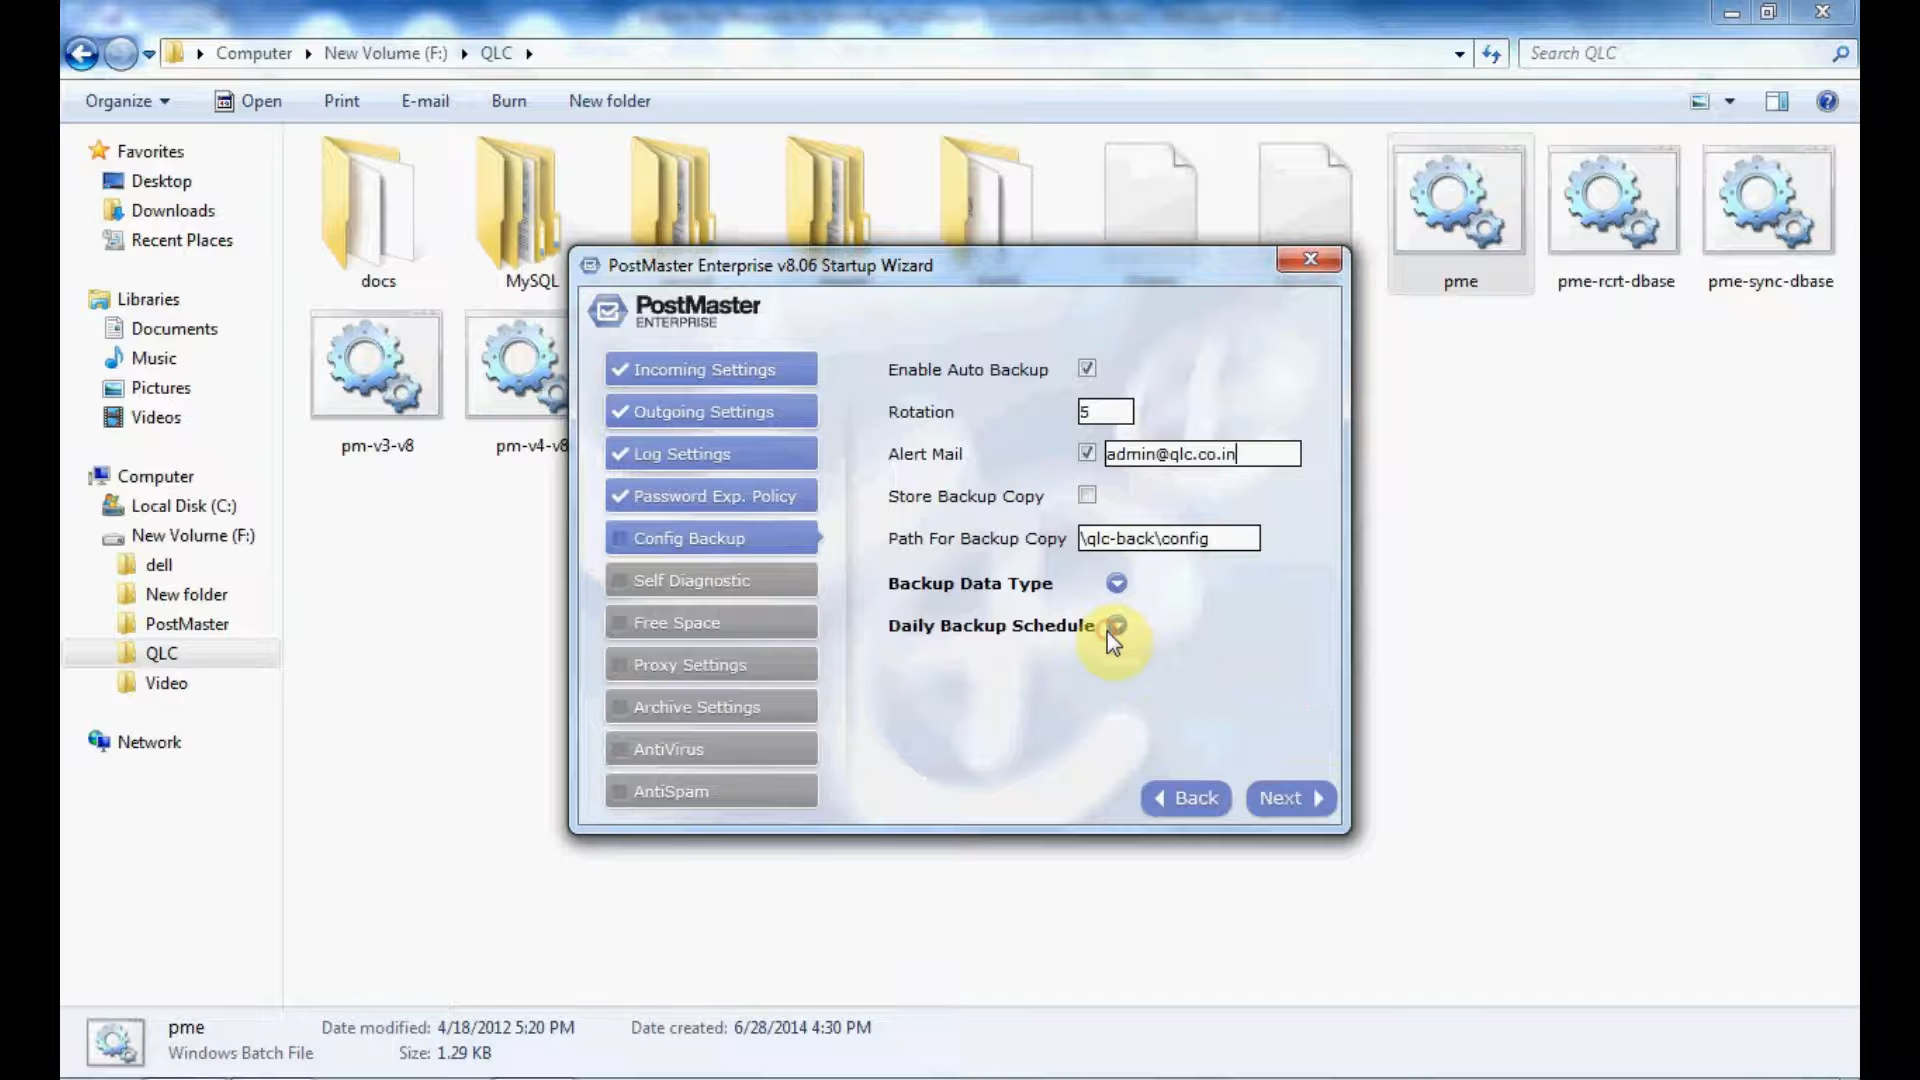 Computer
New Volume (F:)
QLC
Search QLC
Organize
Open
Print
E-mail
Burn
New folder
Favorites
Desktop
Downloads
Recent Places
Libraries
Documents
Music
Pictures
Videos
Computer
Local Disk (C:)
New Volume (F:)
dell
New folder
PostMaster
QLC
Video
Network
docs
MySQL
pme
pme-rcrt-dbase
pme-sync-dbase
pm-v3-v8
pm-v4-v8
PostMaster Enterprise v8.06 Startup Wizard
PostMaster
ENTERPRISE
Incoming Settings
Outgoing Settings
Log Settings
Password Exp. Policy
Config Backup
Self Diagnostic
Free Space
Proxy Settings
Archive Settings
AntiVirus
AntiSpam
Enable Auto Backup
Rotation 5
Alert Mail admin@qlc.co.in
Store Backup Copy
Path For Backup Copy \qlc-back\config
Backup Data Type
Daily Backup Schedule
Back
Next
pme
Windows Batch File
Date modified: 4/18/2012 5:20 PM
Size: 1.29 KB
Date created: 6/28/2014 4:30 PM